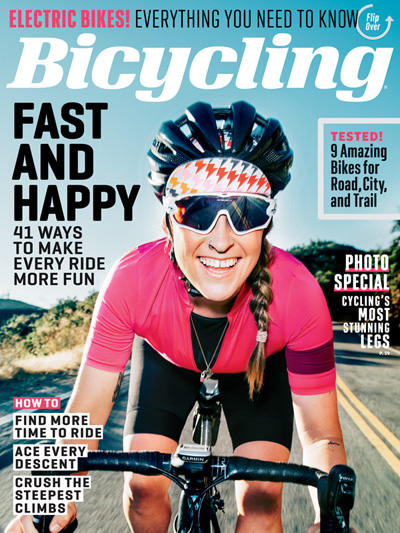 ELECTRIC BIKES! EVERYTHING YOU NEED TO KNOW
Flip
Over
Bicycling
FAST
AND
HAPPY
41 WAYS
TO MAKE
EVERY RIDE
MORE FUN
TESTED!
9 Amazing
Bikes for
Road, City,
and Trail
PHOTO
SPECIAL
CYCLING'S
MOST
STUNNING
LEGS
P. 59
HOW TO
FIND MORE
TIME TO RIDE
ACE EVERY
DESCENT
CRUSH THE
STEEPEST
CLIMBS
GARMIN